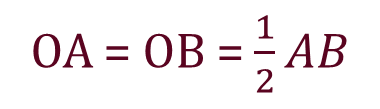 OA = OB = 1/2 AB